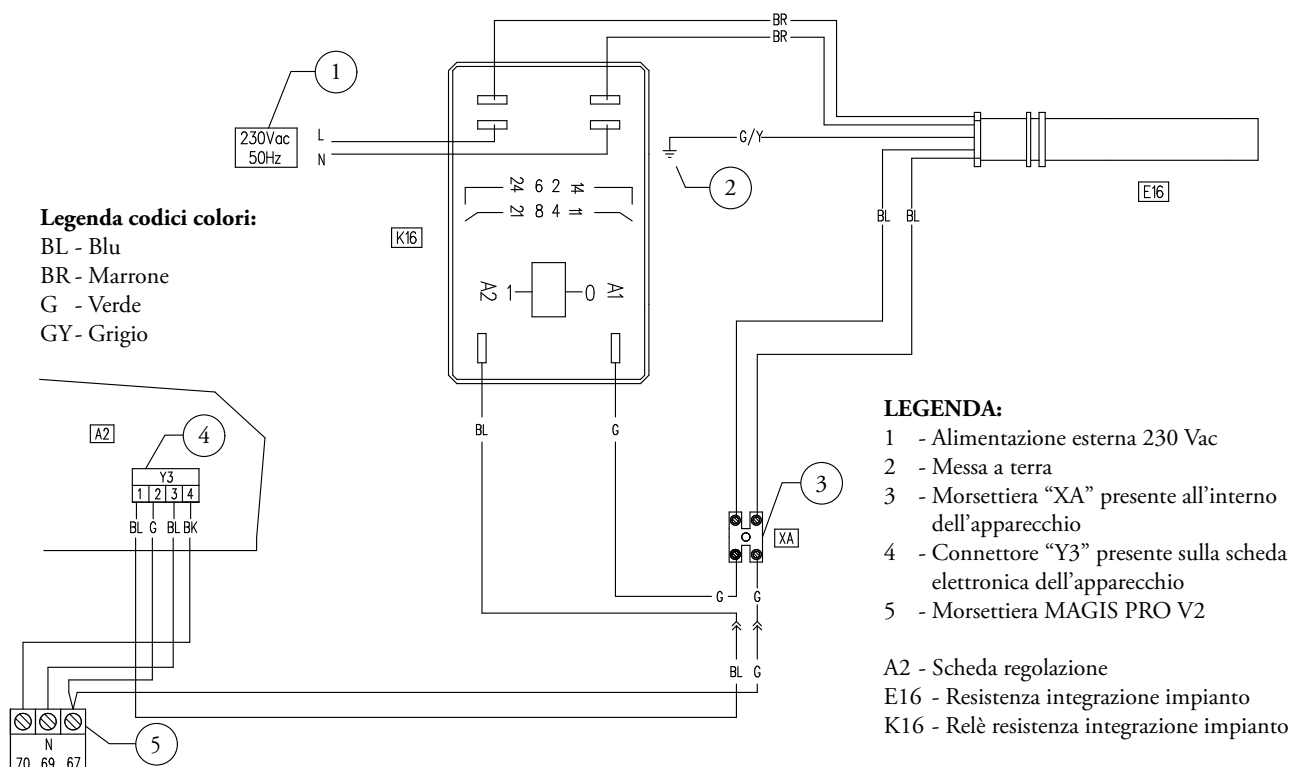 BR
BR
1
230Vac
50Hz
L
N
G/Y
2
E16
24 6 2 14
21 8 4 11
K16
A2 1 0 A1
BL BL
Legenda codici colori:
BL - Blu
BR - Marrone
G - Verde
GY - Grigio
A2
4
Y3
1 2 3 4
BL G BL BK
BL
G
3
XA
G G
BL G
N
70 69 67
5
LEGENDA:
1 - Alimentazione esterna 230 Vac
2 - Messa a terra
3 - Morsettiera “XA” presente all’interno
dell’apparecchio
4 - Connettore “Y3” presente sulla scheda
elettronica dell’apparecchio
5 - Morsettiera MAGIS PRO V2
A2 - Scheda regolazione
E16 - Resistenza integrazione impianto
K16 - Relè resistenza integrazione impianto